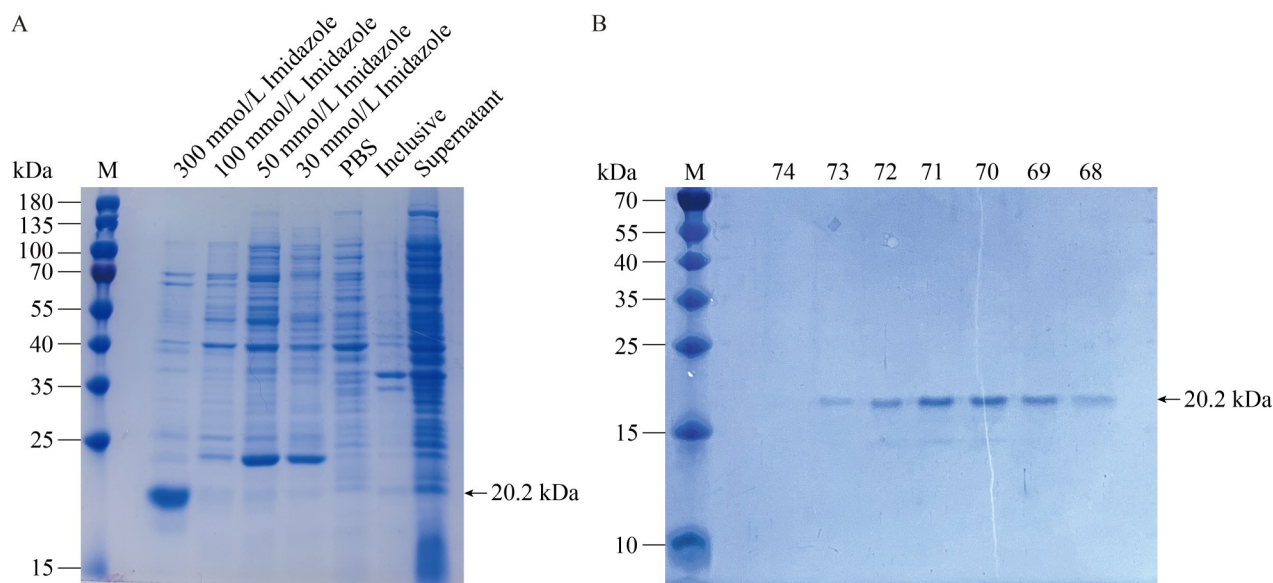 A
300 mmol/L Imidazole
100 mmol/L Imidazole
50 mmol/L Imidazole
30 mmol/L Imidazole
PBS
Inclusive
Supernatant
kDa M
180
135
100
70
55
40
35
25
15
20.2 kDa
B
kDa M 74 73 72 71 70 69 68
70
55
40
35
25
15
10
20.2 kDa